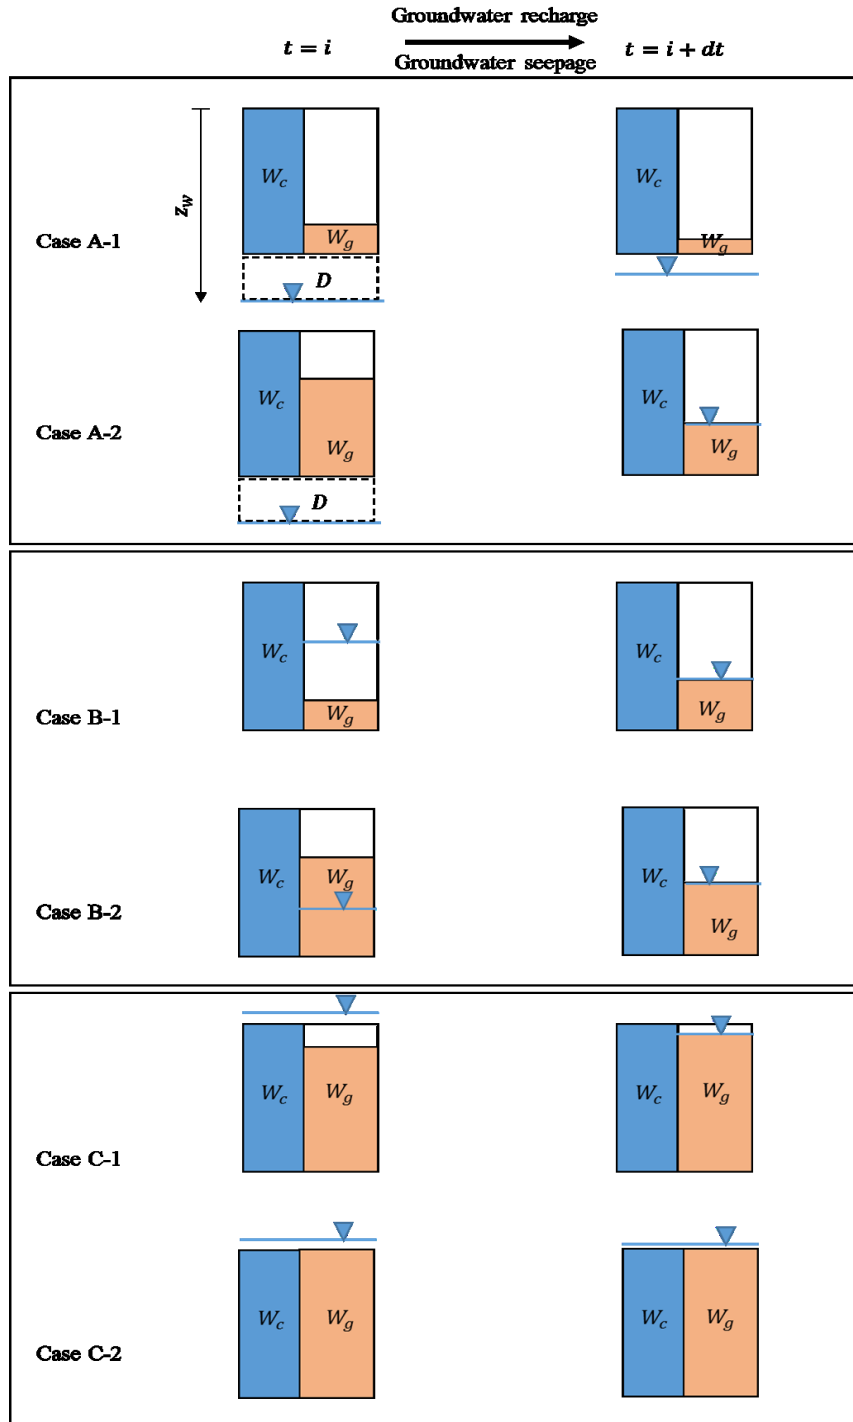 Groundwater recharge
t = i
t = i + dt
Groundwater seepage
z_w
W_c
W_g
W_c
W_g
Case A-1
D
W_c
W_g
W_c
W_g
Case A-2
D
W_c
W_g
W_c
W_g
Case B-1
W_c
W_g
W_c
W_g
Case B-2
W_c
W_g
W_c
W_g
Case C-1
W_c
W_g
W_c
W_g
Case C-2